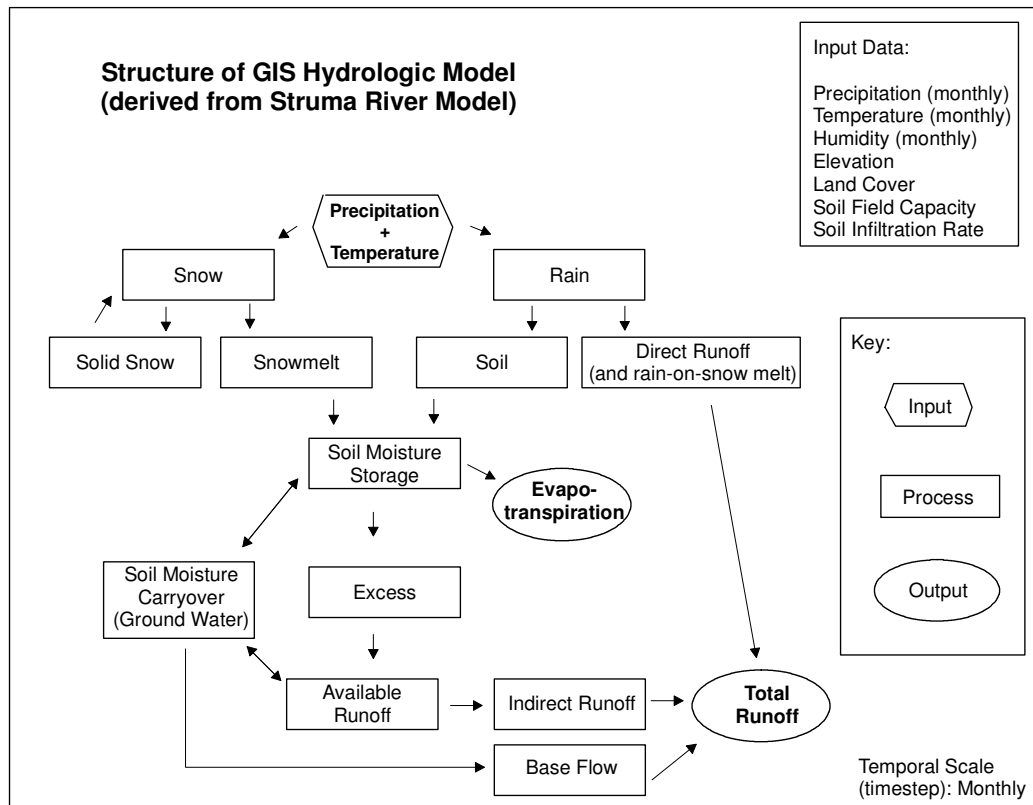 Structure of GIS Hydrologic Model
(derived from Struma River Model)
Input Data:
Precipitation (monthly)
Temperature (monthly)
Humidity (monthly)
Elevation
Land Cover
Soil Field Capacity
Soil Infiltration Rate
Precipitation
+
Temperature
Snow
Rain
Solid Snow
Snowmelt
Soil
Direct Runoff
(and rain-on-snow melt)
Soil Moisture
Storage
Evapo-
transpiration
Soil Moisture
Carryover
(Ground Water)
Excess
Available
Runoff
Indirect Runoff
Total
Runoff
Base Flow
Key:
Input
Process
Output
Temporal Scale
(timestep): Monthly